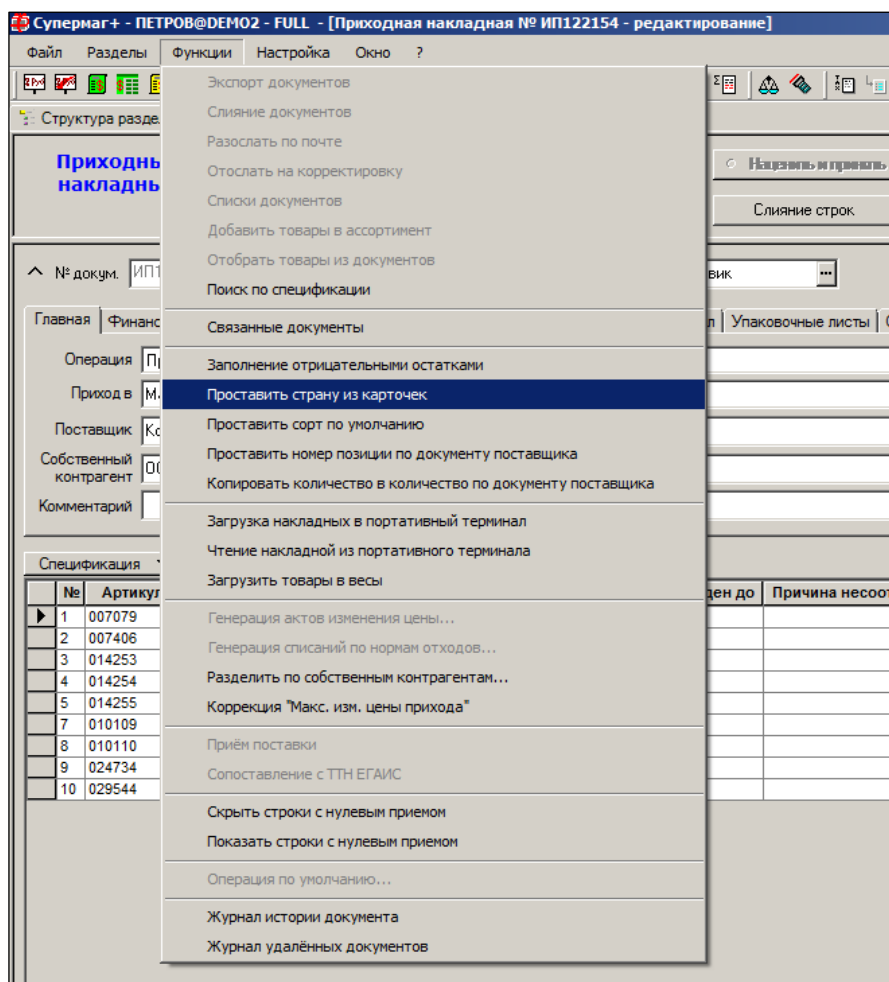 Супермаг+ - ПЕТРОВ@DEMO2 - FULL - [Приходная накладная № ИП122154 - редактирование]
Файл Разделы Функции Настройка Окно ?
Структура разде
Приходны
накладны
Слияние строк
№ докум. ИП1
вик ...
Главная Финанс
л Упаковочные листы
Операция
Приход в
Поставщик
Собственный
контрагент
Комментарий
Экспорт документов
Слияние документов
Разослать по почте
Отослать на корректировку
Списки документов
Добавить товары в ассортимент
Отобрать товары из документов
Поиск по спецификации
Связанные документы
Заполнение отрицательными остатками
Проставить страну из карточек
Проставить сорт по умолчанию
Проставить номер позиции по документу поставщика
Копировать количество в количество по документу поставщика
Загрузка накладных в портативный терминал
Чтение накладной из портативного терминала
Загрузить товары в весы
Генерация актов изменения цены...
Генерация списаний по нормам отходов...
Разделить по собственным контрагентам...
Коррекция "Макс. изм. цены прихода"
Приём поставки
Сопоставление с ТТН ЕГАИС
Скрыть строки с нулевым приемом
Показать строки с нулевым приемом
Операция по умолчанию...
Журнал истории документа
Журнал удалённых документов
Спецификация
№ Артикул
ден до Причина несоот
1 007079
2 007406
3 014253
4 014254
5 014255
7 010109
8 010110
9 024734
10 029544